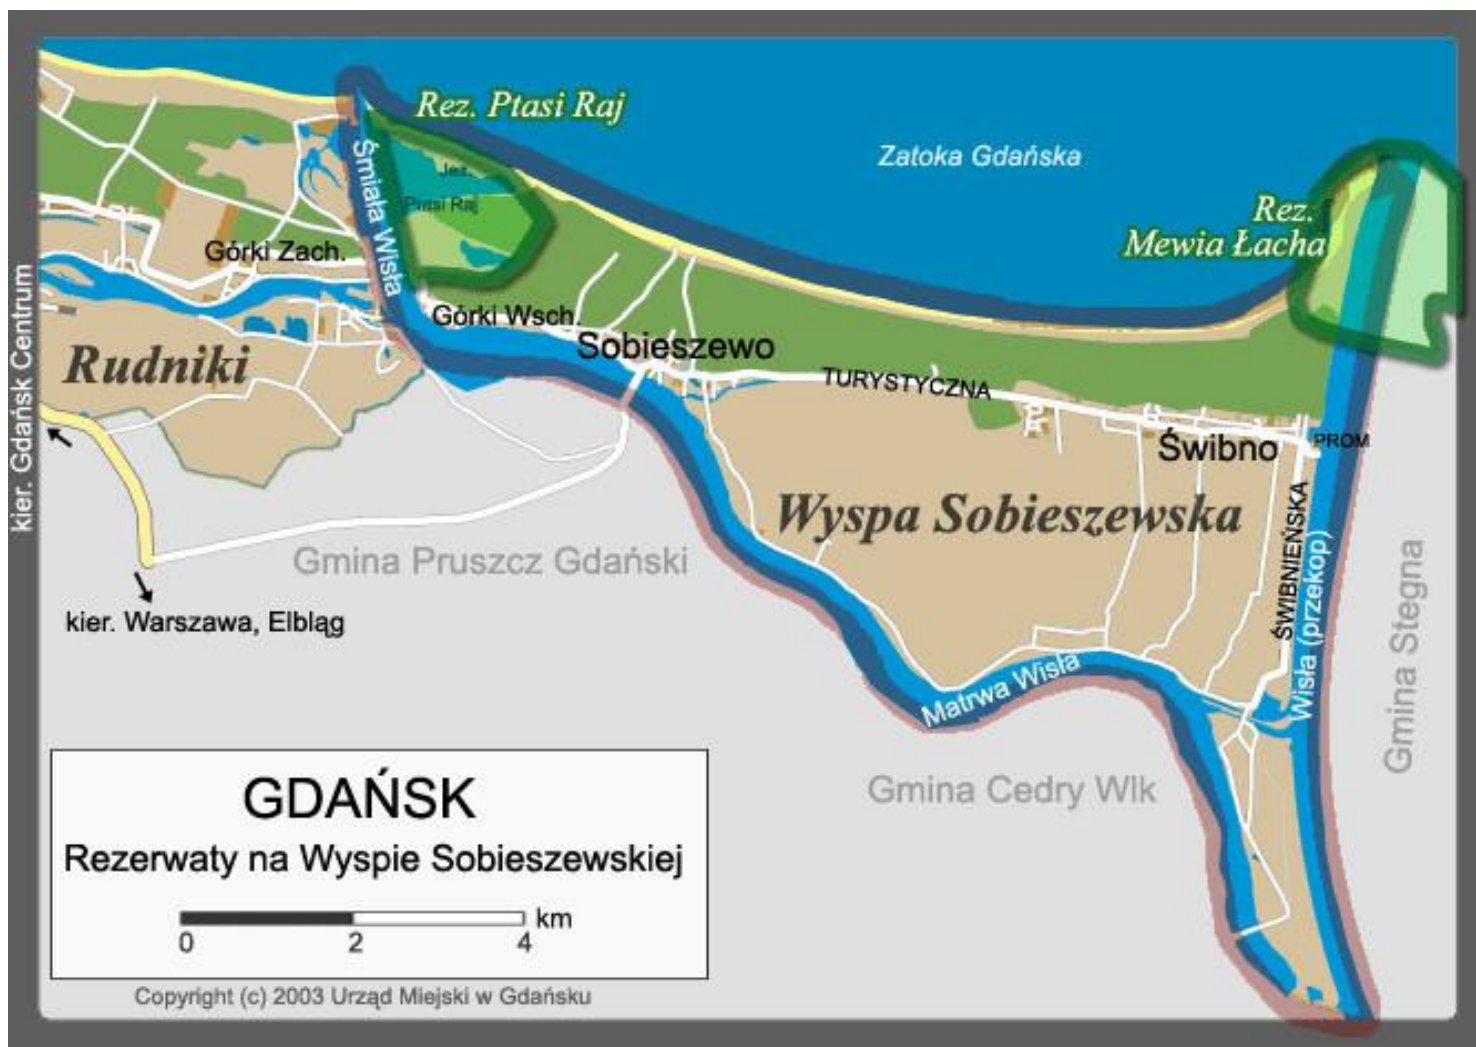 Rez. Ptasi Raj
Zatoka Gdańska
Jez.
Ptasi Raj
Śmiała Wisła
Rez.
Mewia Łacha
Górki Zach.
Górki Wsch.
Sobieszewo
Rudniki
kier. Gdańsk Centrum
TURYSTYCZNA
PROM
Świbno
Wyspa Sobieszewska
ŚWIBNIEŃSKA
Wisła (przekop)
Gmina Stegna
Gmina Pruszcz Gdański
kier. Warszawa, Elbląg
Matrwa Wisła
Gmina Cedry Wlk
GDAŃSK
Rezerwaty na Wyspie Sobieszewskiej
km
0 2 4
Copyright (c) 2003 Urząd Miejski w Gdańsku